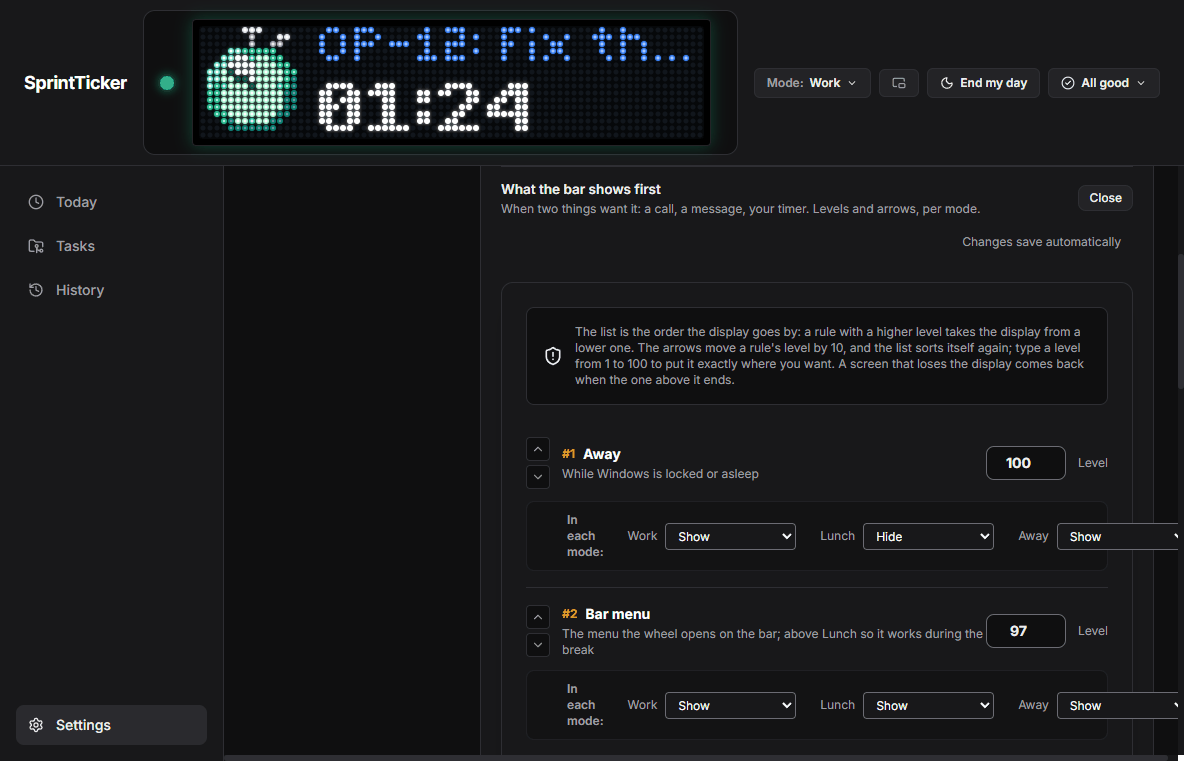 SprintTicker
OP-12: Fix th...
01:24
Mode: Work
End my day
All good
Today
Tasks
History
Settings
What the bar shows first
When two things want it: a call, a message, your timer. Levels and arrows, per mode.
Close
Changes save automatically
The list is the order the display goes by: a rule with a higher level takes the display from a
lower one. The arrows move a rule's level by 10, and the list sorts itself again; type a level
from 1 to 100 to put it exactly where you want. A screen that loses the display comes back
when the one above it ends.
#1 Away
While Windows is locked or asleep
100 Level
In
each
mode:
Work Show Lunch Hide Away Show
#2 Bar menu
The menu the wheel opens on the bar; above Lunch so it works during the
break
97 Level
In
each
mode:
Work Show Lunch Show Away Show